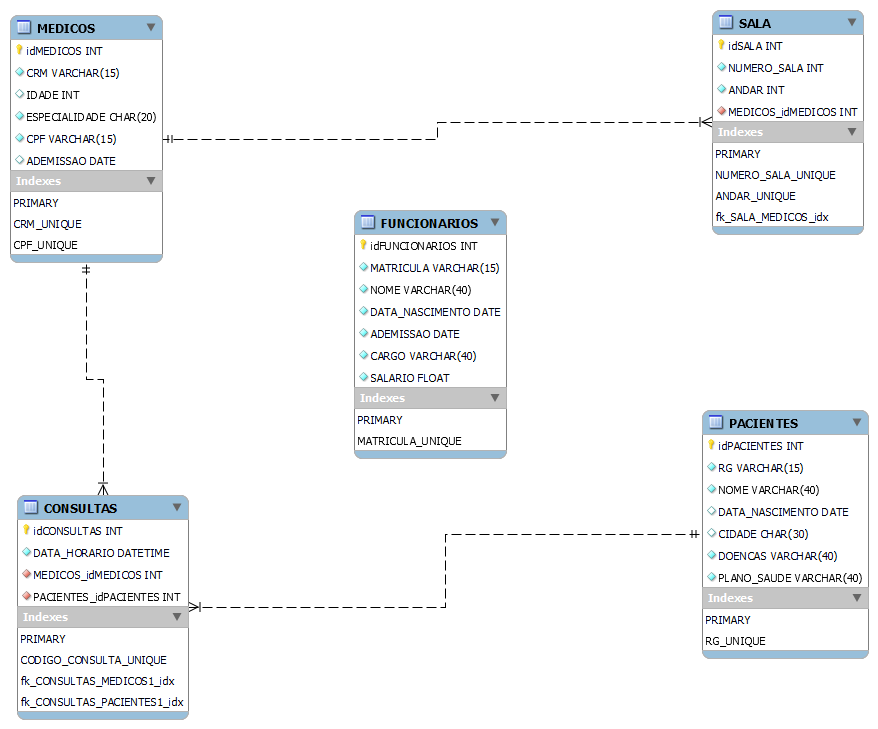 MEDICOS
idMEDICOS INT
CRM VARCHAR(15)
IDADE INT
ESPECIALIDADE CHAR(20)
CPF VARCHAR(15)
ADEMISSAO DATE
Indexes
PRIMARY
CRM_UNIQUE
CPF_UNIQUE
SALA
idSALA INT
NUMERO_SALA INT
ANDAR INT
MEDICOS_idMEDICOS INT
Indexes
PRIMARY
NUMERO_SALA_UNIQUE
ANDAR_UNIQUE
fk_SALA_MEDICOS_idx
FUNCIONARIOS
idFUNCIONARIOS INT
MATRICULA VARCHAR(15)
NOME VARCHAR(40)
DATA_NASCIMENTO DATE
ADEMISSAO DATE
CARGO VARCHAR(40)
SALARIO FLOAT
Indexes
PRIMARY
MATRICULA_UNIQUE
CONSULTAS
idCONSULTAS INT
DATA_HORARIO DATETIME
MEDICOS_idMEDICOS INT
PACIENTES_idPACIENTES INT
Indexes
PRIMARY
CODIGO_CONSULTA_UNIQUE
fk_CONSULTAS_MEDICOS1_idx
fk_CONSULTAS_PACIENTES1_idx
PACIENTES
idPACIENTES INT
RG VARCHAR(15)
NOME VARCHAR(40)
DATA_NASCIMENTO DATE
CIDADE CHAR(30)
DOENCAS VARCHAR(40)
PLANO_SAUDE VARCHAR(40)
Indexes
PRIMARY
RG_UNIQUE